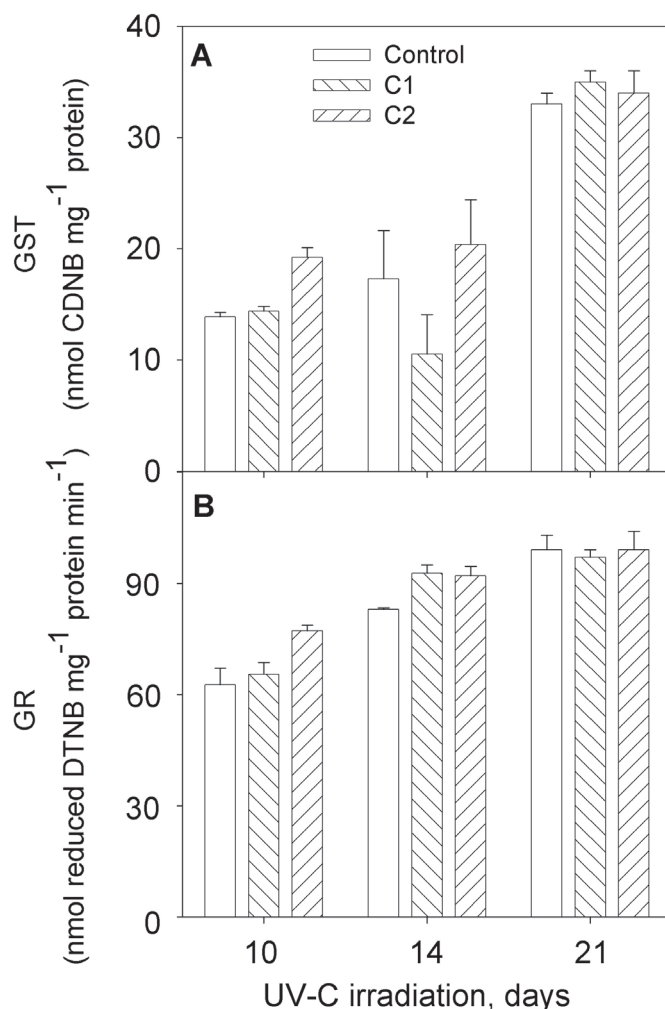 A
Control
C1
C2
GST
(nmol CDNB mg⁻¹ protein)
40
30
20
10
0
B
GR
(nmol reduced DTNB mg⁻¹ protein min⁻¹)
90
60
30
0
10 14 21
UV-C irradiation, days